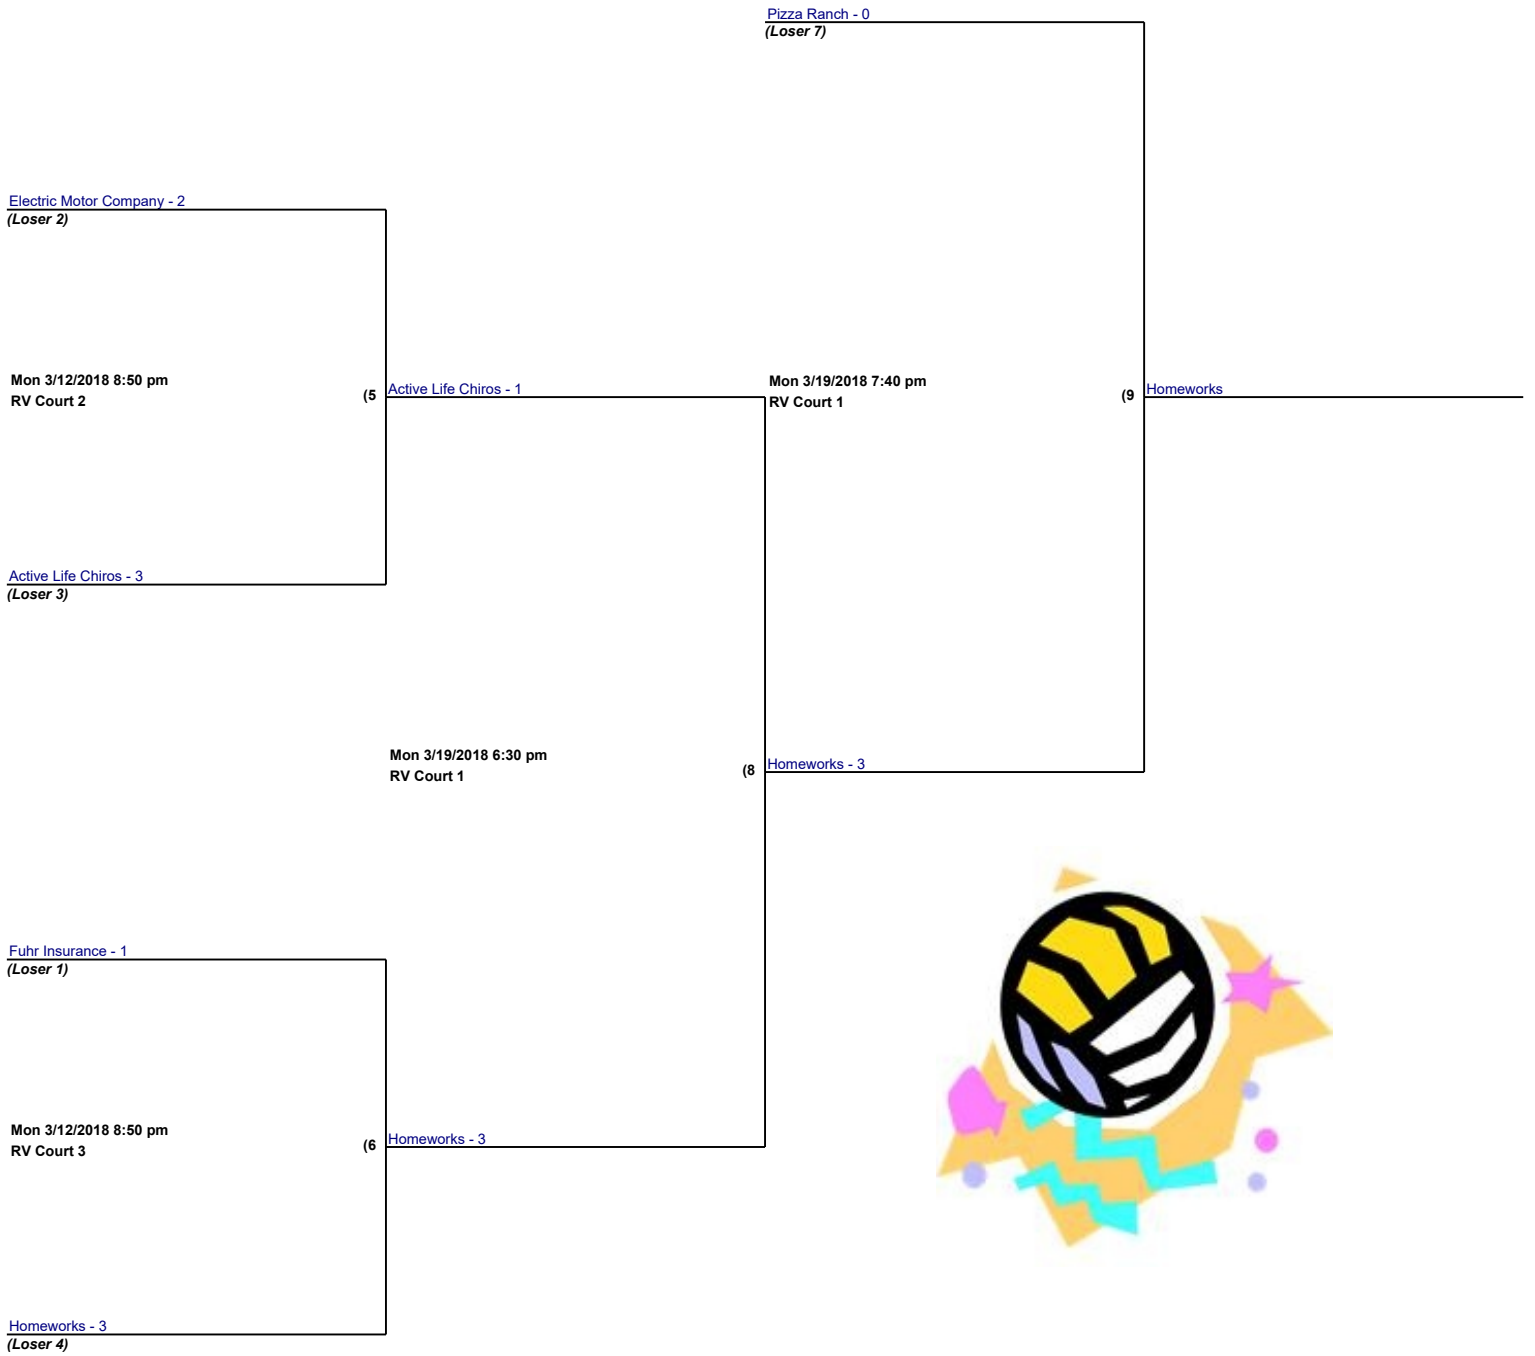 Pizza Ranch - 0
(Loser 7)
Electric Motor Company - 2
(Loser 2)
Mon 3/12/2018 8:50 pm
RV Court 2
(5
Active Life Chiros - 1
Mon 3/19/2018 7:40 pm
RV Court 1
(9
Homeworks
Active Life Chiros - 3
(Loser 3)
Mon 3/19/2018 6:30 pm
RV Court 1
(8
Homeworks - 3
Fuhr Insurance - 1
(Loser 1)
Mon 3/12/2018 8:50 pm
RV Court 3
(6
Homeworks - 3
Homeworks - 3
(Loser 4)